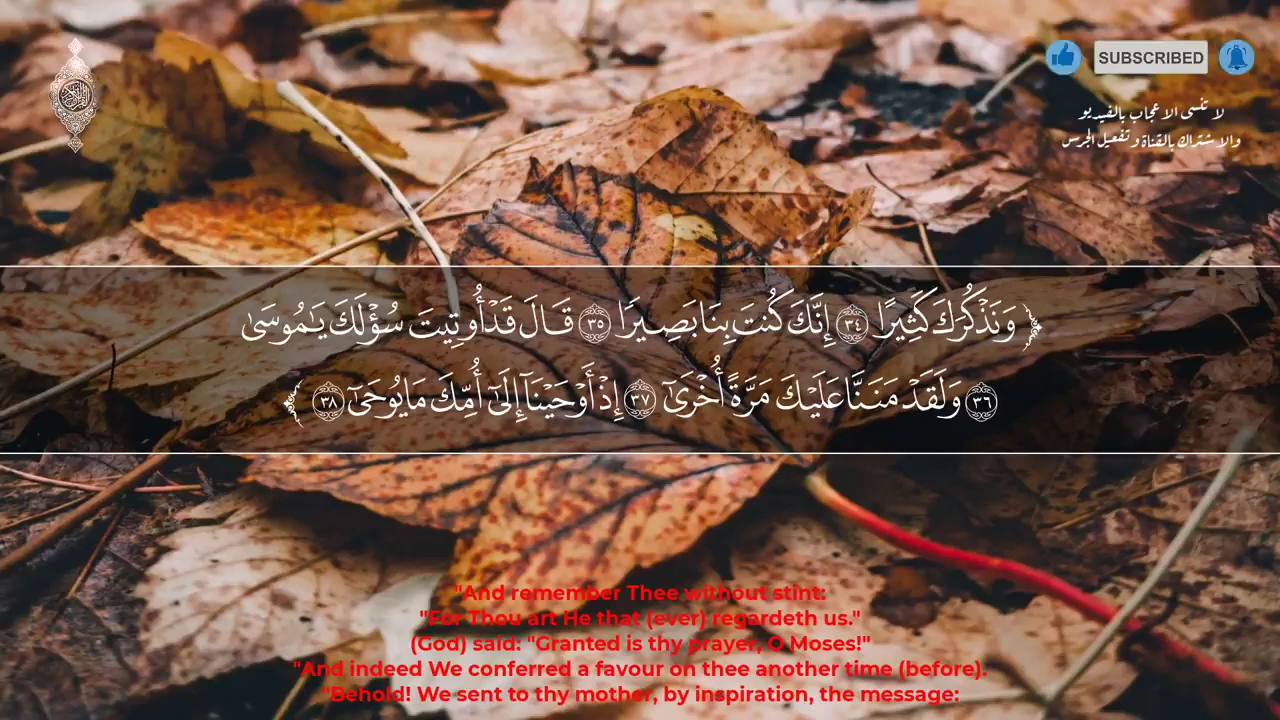 SUBSCRIBED
لا تنسى الاعجاب بالفيديو
والاشتراك بالقناة وتفعيل الجرس
﴿ وَنَذْكُرَكَ كَثِيرًا ٣٤ إِنَّكَ كُنتَ بِنَا بَصِيرًا ٣٥ قَالَ قَدْ أُوتِيتَ سُؤْلَكَ يَٰمُوسَىٰ
٣٦ وَلَقَدْ مَنَنَّا عَلَيْكَ مَرَّةً أُخْرَىٰٓ ٣٧ إِذْ أَوْحَيْنَآ إِلَىٰٓ أُمِّكَ مَا يُوحَىٰٓ ٣٨ ﴾
"And remember Thee without stint:
"For Thou art He that (ever) regardeth us."
(God) said: "Granted is thy prayer, O Moses!"
"And indeed We conferred a favour on thee another time (before).
"Behold! We sent to thy mother, by inspiration, the message: